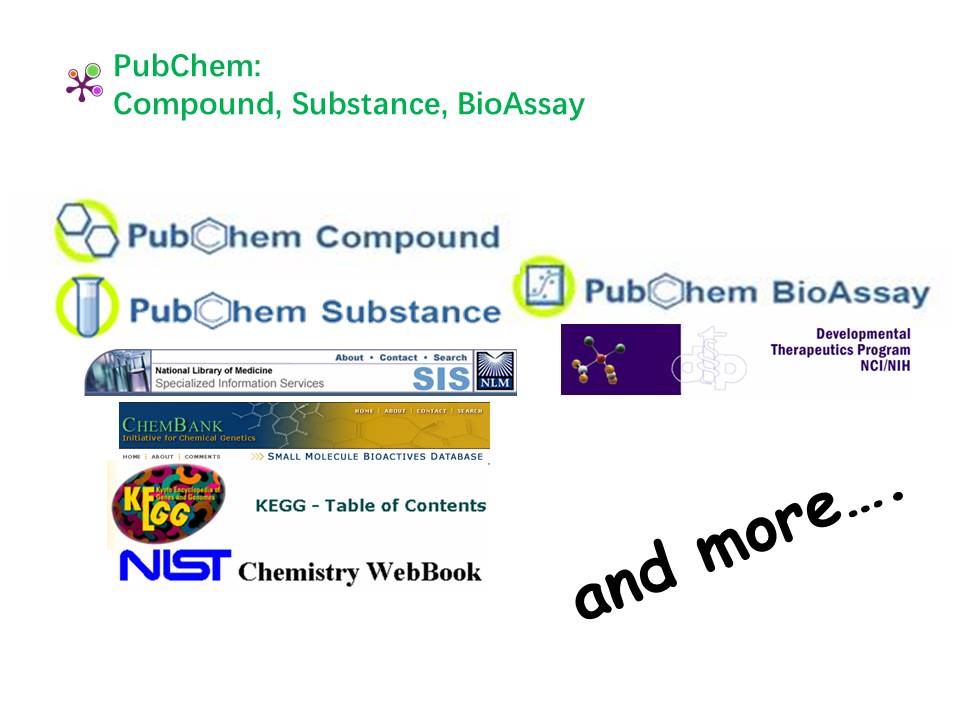 PubChem:
Compound, Substance, BioAssay
PubChem Compound
PubChem Substance
PubChem BioAssay
About • Contact • Search
National Library of Medicine
Specialized Information Services
SIS
NLM
dtp
Developmental
Therapeutics Program
NCI/NIH
HOME | ABOUT | CONTACT | SEARCH
CHEMBANK
Initiative for Chemical Genetics
HOME | ABOUT | COMMENTS
>>> SMALL MOLECULE BIOACTIVES DATABASE
Kyoto Encyclopedia of
Genes and Genomes
KEGG
KEGG - Table of Contents
NIST Chemistry WebBook
and more….